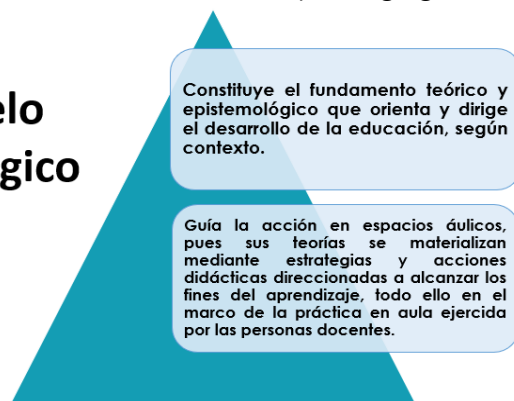 elo
gico
Constituye el fundamento teórico y
epistemológico que orienta y dirige
el desarrollo de la educación, según
contexto.
Guía la acción en espacios áulicos,
pues sus teorías se materializan
mediante estrategias y acciones
didácticas direccionadas a alcanzar los
fines del aprendizaje, todo ello en el
marco de la práctica en aula ejercida
por las personas docentes.